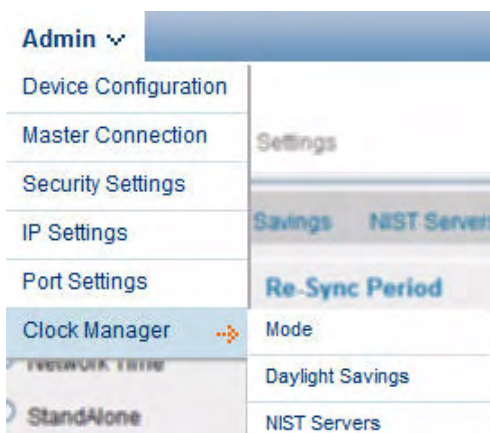 Admin
Device Configuration
Master Connection
Settings
Security Settings
IP Settings
Savings NIST Servers
Port Settings
Re-Sync Period
Clock Manager
Mode
Network Time
Daylight Savings
StandAlone
NIST Servers